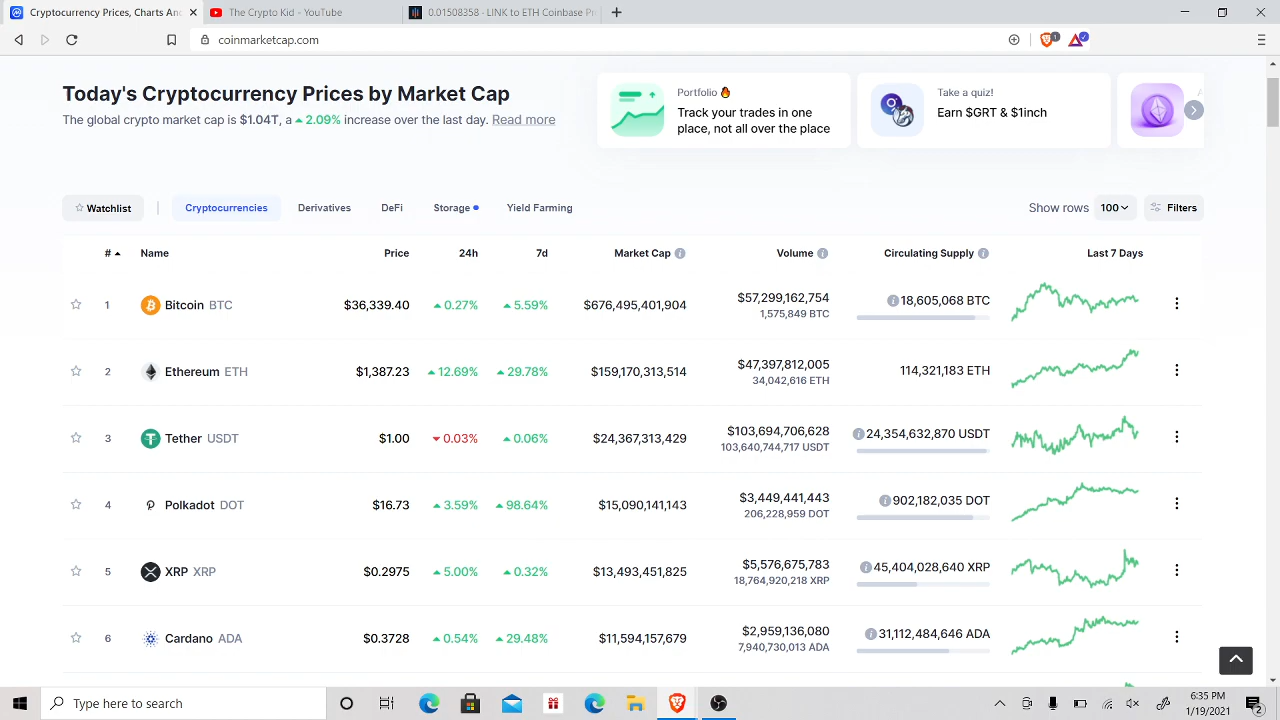 Cryptocurrency Prices, Charts An
The Crypto Kid - YouTube
0.01508358 - LINK to ETH Coinbase Pr
coinmarketcap.com
1
Today's Cryptocurrency Prices by Market Cap
The global crypto market cap is $1.04T, a 2.09% increase over the last day. Read more
Portfolio
Track your trades in one
place, not all over the place
Take a quiz!
Earn $GRT & $1inch
Watchlist
Cryptocurrencies
Derivatives
DeFi
Storage
Yield Farming
Show rows 100
Filters
# Name Price 24h 7d Market Cap Volume Circulating Supply Last 7 Days
1 Bitcoin BTC $36,339.40 0.27% 5.59% $676,495,401,904 $57,299,162,754 18,605,068 BTC
1,575,849 BTC
2 Ethereum ETH $1,387.23 12.69% 29.78% $159,170,313,514 $47,397,812,005 114,321,183 ETH
34,042,616 ETH
3 Tether USDT $1.00 0.03% 0.06% $24,367,313,429 $103,694,706,628 24,354,632,870 USDT
103,640,744,717 USDT
4 Polkadot DOT $16.73 3.59% 98.64% $15,090,141,143 $3,449,441,443 902,182,035 DOT
206,228,959 DOT
5 XRP XRP $0.2975 5.00% 0.32% $13,493,451,825 $5,576,675,783 45,404,028,640 XRP
18,764,920,218 XRP
6 Cardano ADA $0.3728 0.54% 29.48% $11,594,157,679 $2,959,136,080 31,112,484,646 ADA
7,940,730,013 ADA
Type here to search
6:35 PM
1/19/2021
2